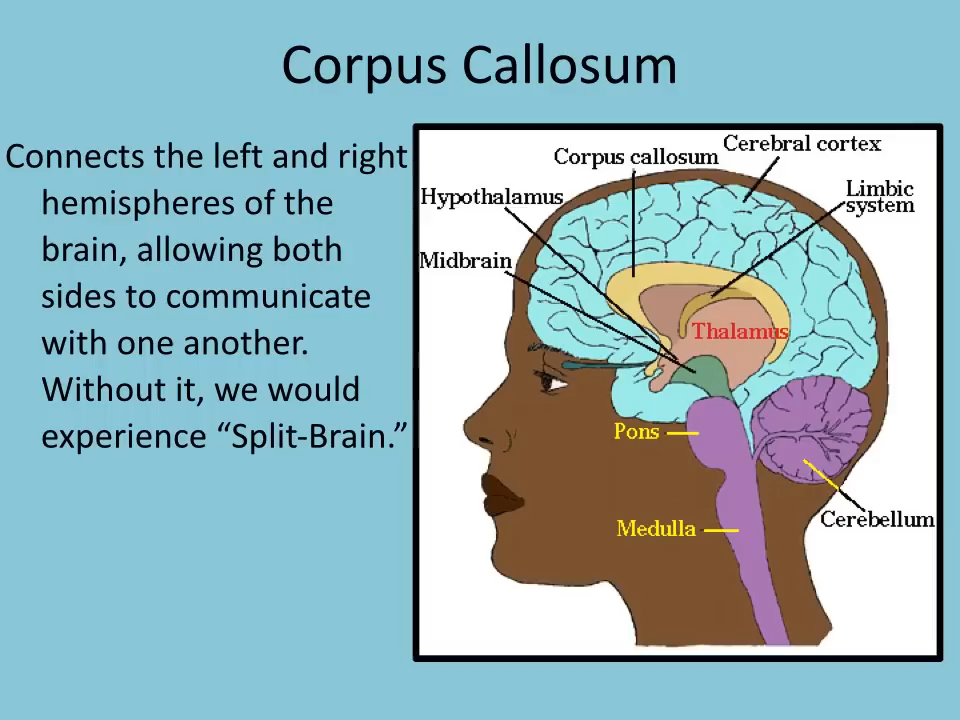 Corpus Callosum
Connects the left and right
hemispheres of the
brain, allowing both
sides to communicate
with one another.
Without it, we would
experience “Split-Brain.”
Corpus callosum
Cerebral cortex
Hypothalamus
Limbic
system
Midbrain
Thalamus
Pons
Medulla
Cerebellum